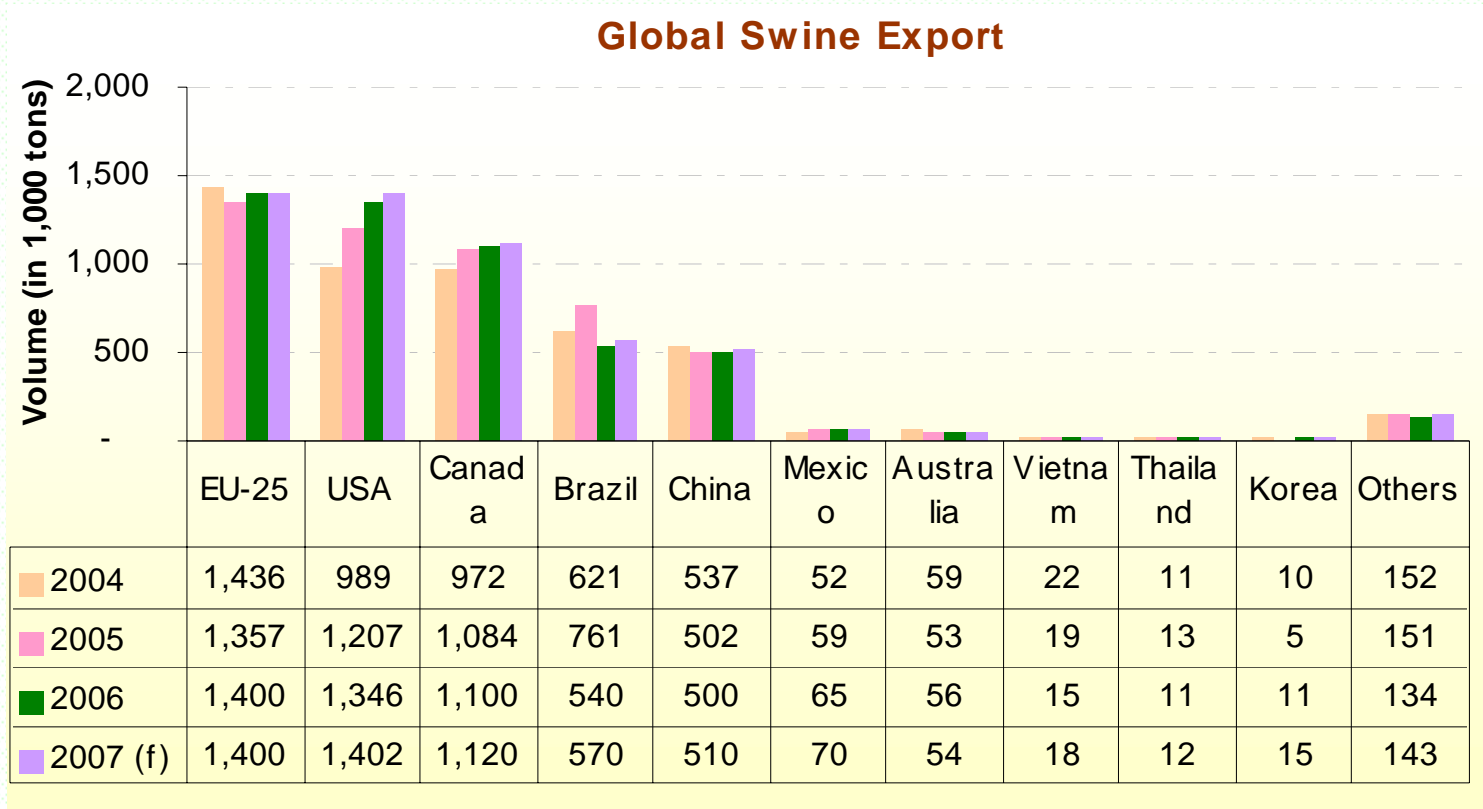 Global Swine Export
Volume (in 1,000 tons)
2,000
1,500
1,000
500
-
EU-25 USA Canad Brazil China Mexic Austra Vietna Thaila Korea Others
a o lia m nd
2004 1,436 989 972 621 537 52 59 22 11 10 152
2005 1,357 1,207 1,084 761 502 59 53 19 13 5 151
2006 1,400 1,346 1,100 540 500 65 56 15 11 11 134
2007 (f) 1,400 1,402 1,120 570 510 70 54 18 12 15 143